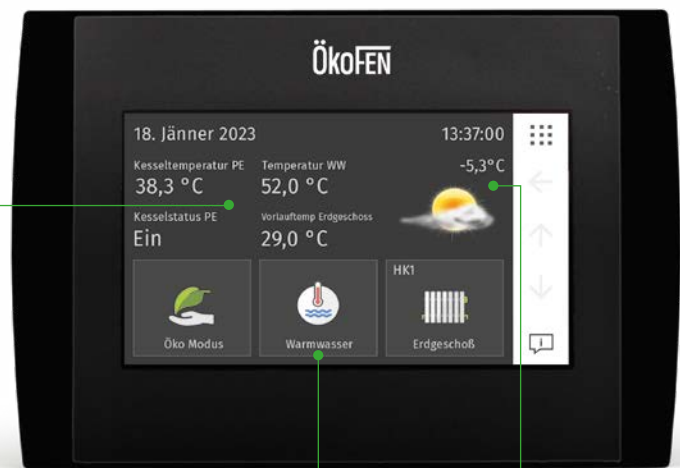 ÖkoFEN
18. Jänner 2023 13:37:00
Kesseltemperatur PE Temperatur WW -5,3°C
38,3 °C 52,0 °C
Kesselstatus PE Vorlauftemp Erdgeschoss
Ein 29,0 °C
HK1
Öko Modus Warmwasser Erdgeschoß
i